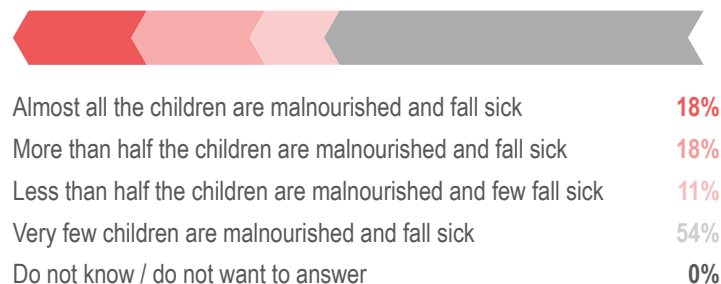 Almost all the children are malnourished and fall sick 18%
More than half the children are malnourished and fall sick 18%
Less than half the children are malnourished and few fall sick 11%
Very few children are malnourished and fall sick 54%
Do not know / do not want to answer 0%